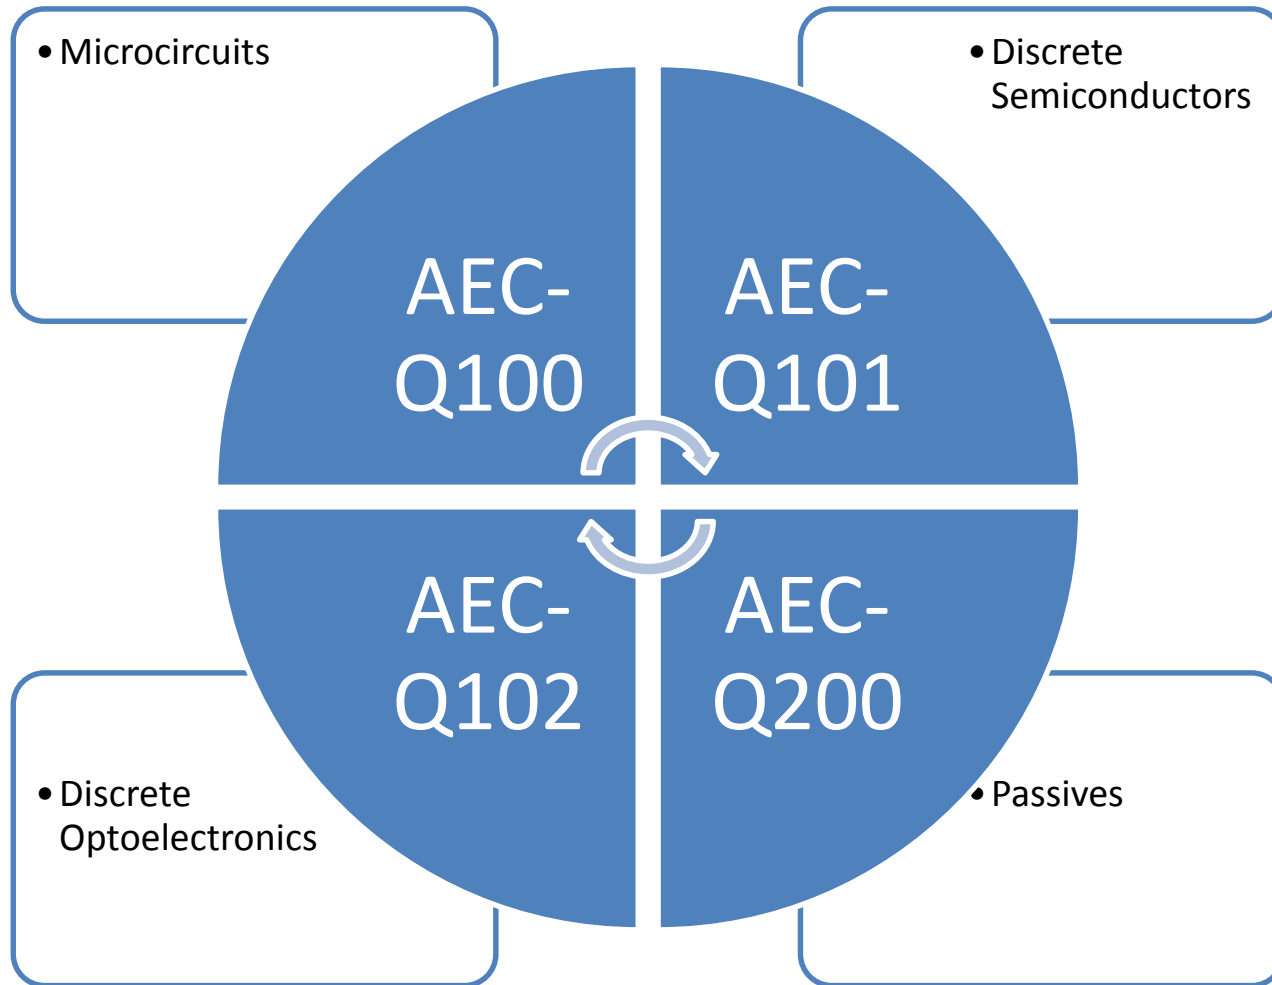 • Microcircuits
• Discrete
Semiconductors
AEC-
Q100
AEC-
Q101
AEC-
Q102
AEC-
Q200
• Discrete
Optoelectronics
• Passives